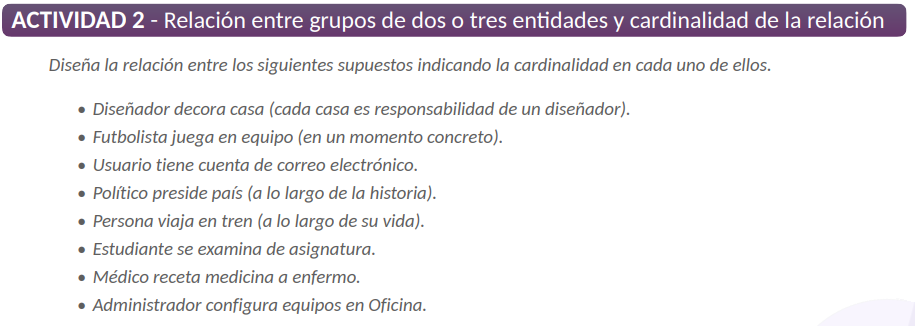 ACTIVIDAD 2 - Relación entre grupos de dos o tres entidades y cardinalidad de la relación
Diseña la relación entre los siguientes supuestos indicando la cardinalidad en cada uno de ellos.
• Diseñador decora casa (cada casa es responsabilidad de un diseñador).
• Futbolista juega en equipo (en un momento concreto).
• Usuario tiene cuenta de correo electrónico.
• Político preside país (a lo largo de la historia).
• Persona viaja en tren (a lo largo de su vida).
• Estudiante se examina de asignatura.
• Médico receta medicina a enfermo.
• Administrador configura equipos en Oficina.